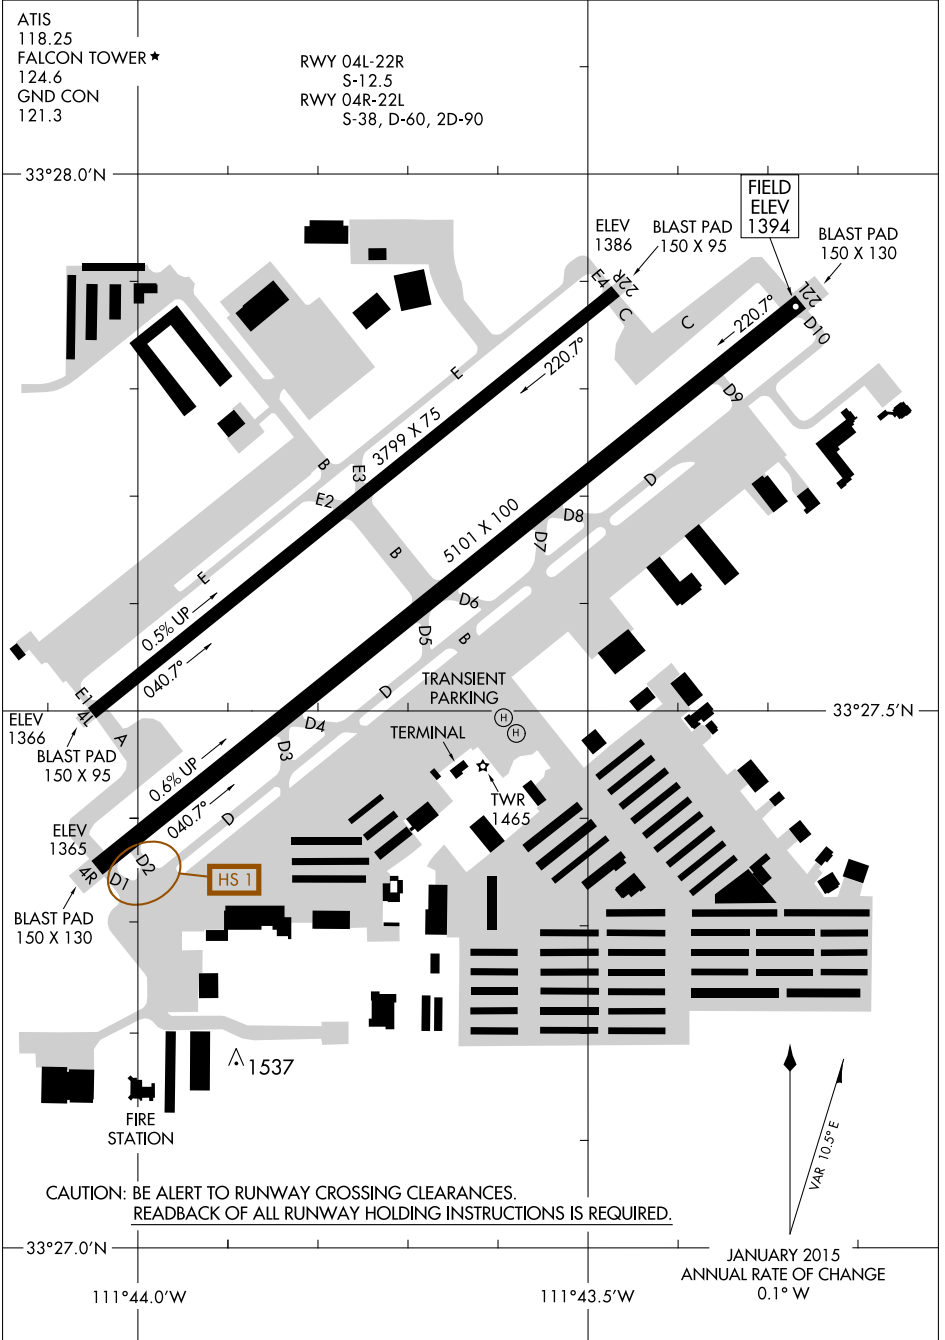 ATIS
118.25
FALCON TOWER ★
124.6
GND CON
121.3
RWY 04L-22R
S-12.5
RWY 04R-22L
S-38, D-60, 2D-90
33°28.0'N
FIELD
ELEV
1394
ELEV
1386
BLAST PAD
150 X 95
BLAST PAD
150 X 130
E4
22R
22L
C
C
220.7°
D10
220.7°
E
D9
3799 X 75
B
E3
E2
D
5101 X 100
D8
D7
B
E
D6
0.5% UP
D5
B
040.7°
TRANSIENT
PARKING
D
E1
4L
H
H
33°27.5'N
ELEV
1366
D4
TERMINAL
A
D3
BLAST PAD
150 X 95
0.6% UP
TWR
1465
040.7°
D
ELEV
1365
D2
4R
D1
HS 1
BLAST PAD
150 X 130
1537
FIRE
STATION
VAR 10.5° E
CAUTION: BE ALERT TO RUNWAY CROSSING CLEARANCES.
READBACK OF ALL RUNWAY HOLDING INSTRUCTIONS IS REQUIRED.
33°27.0'N
JANUARY 2015
ANNUAL RATE OF CHANGE
0.1° W
111°44.0'W
111°43.5'W